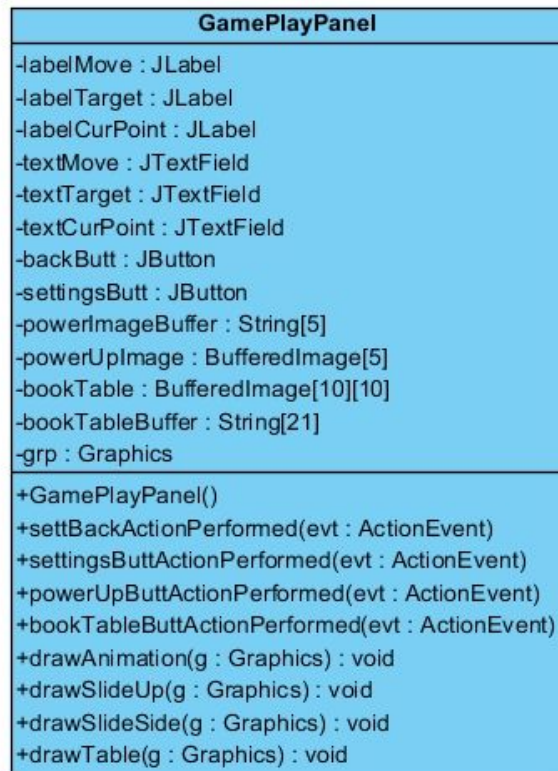 GamePlayPanel
-labelMove : JLabel
-labelTarget : JLabel
-labelCurPoint : JLabel
-textMove : JTextField
-textTarget : JTextField
-textCurPoint : JTextField
-backButt : JButton
-settingsButt : JButton
-powerImageBuffer : String[5]
-powerUpImage : BufferedImage[5]
-bookTable : BufferedImage[10][10]
-bookTableBuffer : String[21]
-grp : Graphics
+GamePlayPanel()
+settBackActionPerformed(evt : ActionEvent)
+settingsButtActionPerformed(evt : ActionEvent)
+powerUpButtActionPerformed(evt : ActionEvent)
+bookTableButtActionPerformed(evt : ActionEvent)
+drawAnimation(g : Graphics) : void
+drawSlideUp(g : Graphics) : void
+drawSlideSide(g : Graphics) : void
+drawTable(g : Graphics) : void